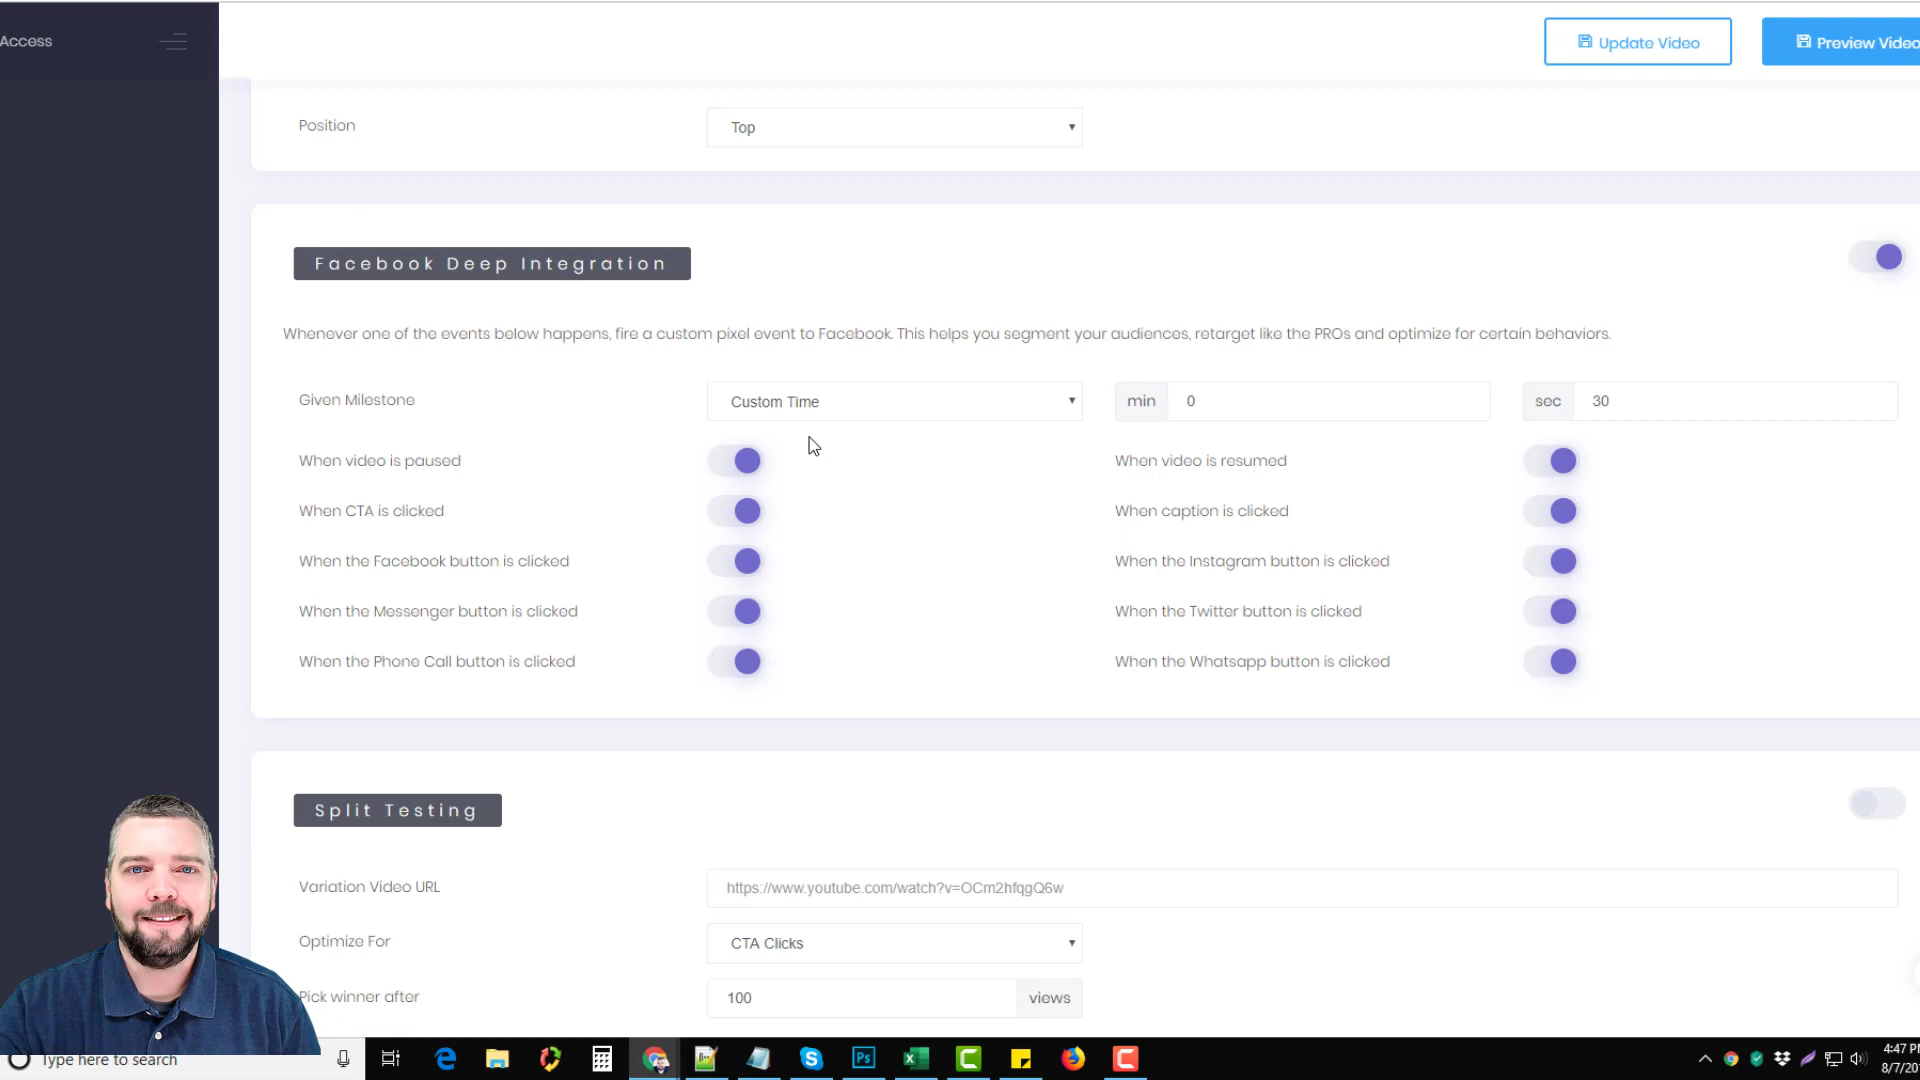 Access
Update Video
Preview Video
Position
Top
Facebook Deep Integration
Whenever one of the events below happens, fire a custom pixel event to Facebook. This helps you segment your audiences, retarget like the PROs and optimize for certain behaviors.
Given Milestone
Custom Time
min 0
sec 30
When video is paused
When video is resumed
When CTA is clicked
When caption is clicked
When the Facebook button is clicked
When the Instagram button is clicked
When the Messenger button is clicked
When the Twitter button is clicked
When the Phone Call button is clicked
When the Whatsapp button is clicked
Split Testing
Variation Video URL
https://www.youtube.com/watch?v=OCm2hfqgQ6w
Optimize For
CTA Clicks
Pick winner after
100 views
Type here to search
Ps
4:47 P
8/7/20